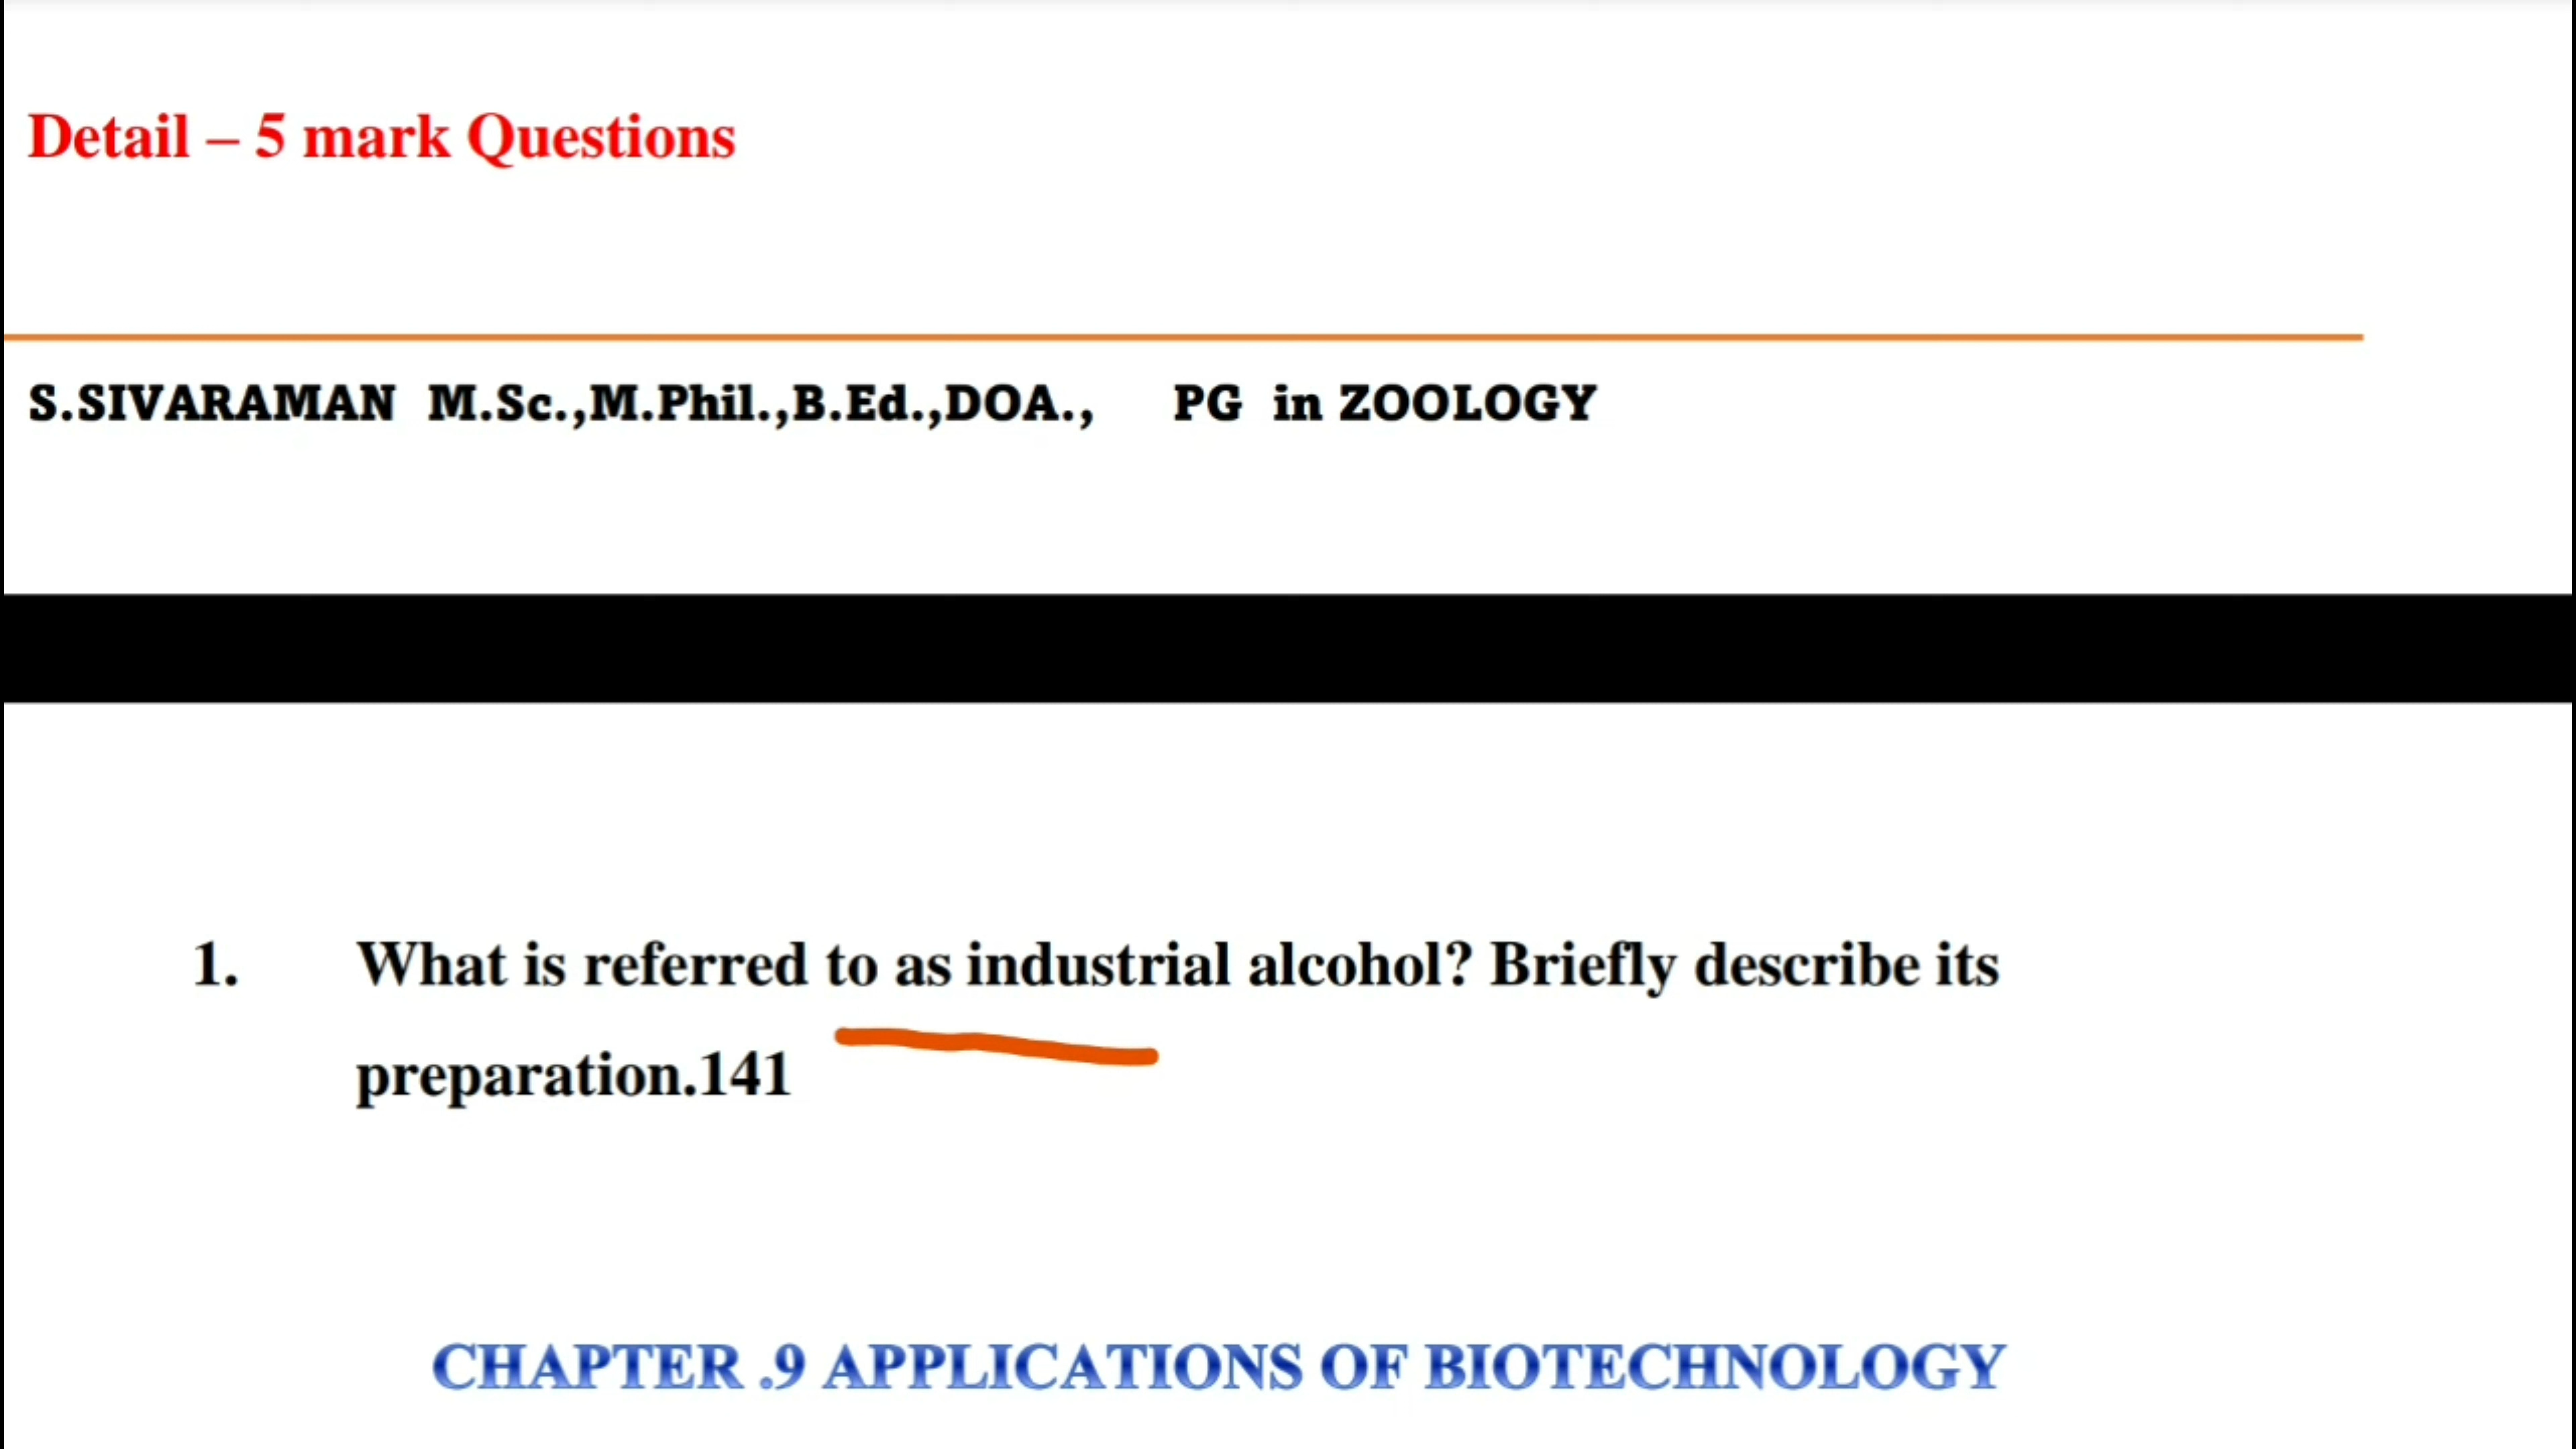 Detail – 5 mark Questions
S.SIVARAMAN M.Sc.,M.Phil.,B.Ed.,DOA., PG in ZOOLOGY
1. What is referred to as industrial alcohol? Briefly describe its
preparation.141
CHAPTER .9 APPLICATIONS OF BIOTECHNOLOGY